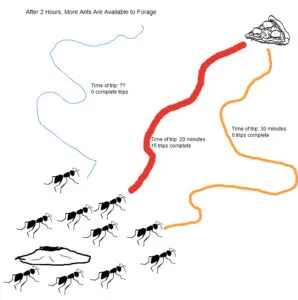 After 2 Hours, More Ants Are Available to Forage
Time of trip: ??
0 complete trips
Time of trip: 20 minutes
15 trips complete
Time of trip: 30 minutes
6 trips complete